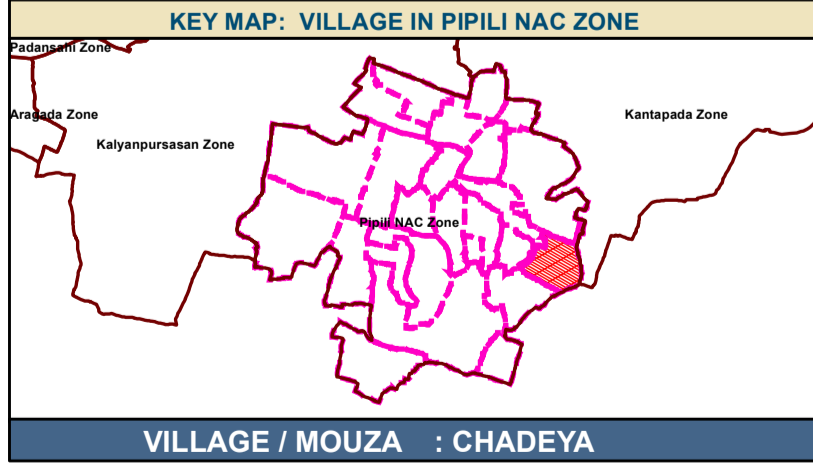 KEY MAP: VILLAGE IN PIPILI NAC ZONE
Padansahi Zone
Aragada Zone
Kantapada Zone
Kalyanpursasan Zone
Pipili NAC Zone
VILLAGE / MOUZA : CHADEYA